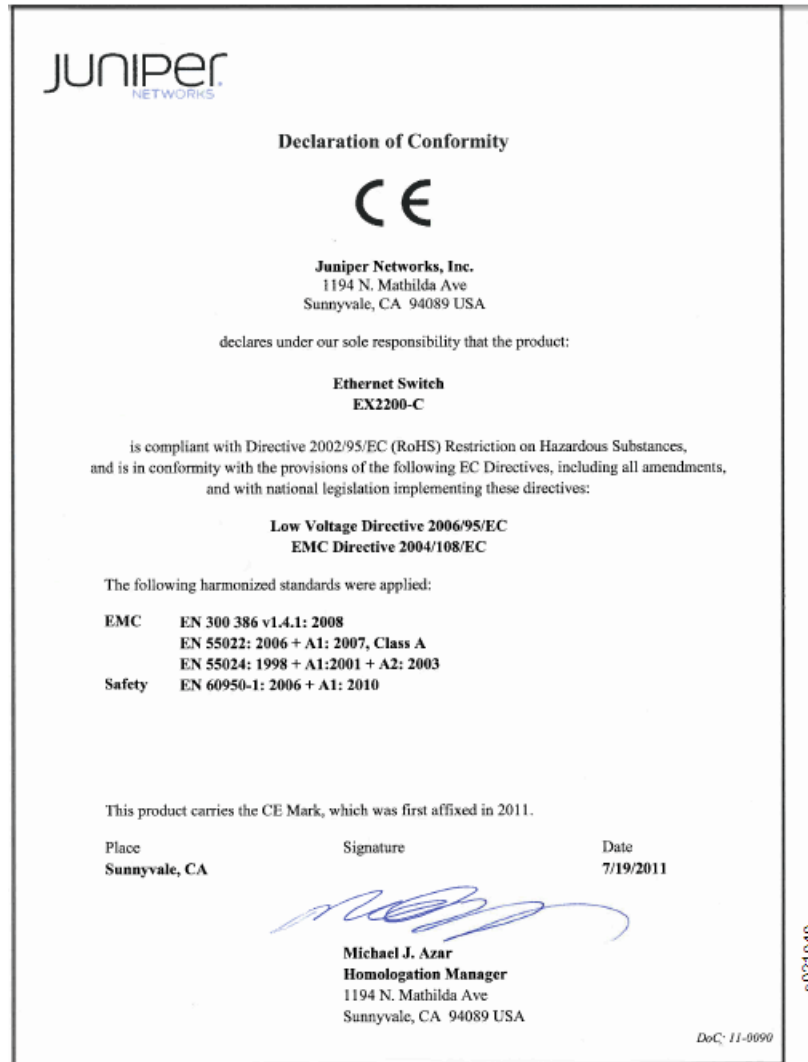 JUNIPER
NETWORKS
Declaration of Conformity
CE
Juniper Networks, Inc.
1194 N. Mathilda Ave
Sunnyvale, CA 94089 USA
declares under our sole responsibility that the product:
Ethernet Switch
EX2200-C
is compliant with Directive 2002/95/EC (RoHS) Restriction on Hazardous Substances,
and is in conformity with the provisions of the following EC Directives, including all amendments,
and with national legislation implementing these directives:
Low Voltage Directive 2006/95/EC
EMC Directive 2004/108/EC
The following harmonized standards were applied:
EMC EN 300 386 v1.4.1: 2008
EN 55022: 2006 + A1: 2007, Class A
EN 55024: 1998 + A1:2001 + A2: 2003
Safety EN 60950-1: 2006 + A1: 2010
This product carries the CE Mark, which was first affixed in 2011.
Place Signature Date
Sunnyvale, CA 7/19/2011
Michael J. Azar
Homologation Manager
1194 N. Mathilda Ave
Sunnyvale, CA 94089 USA
DoC: 11-0090